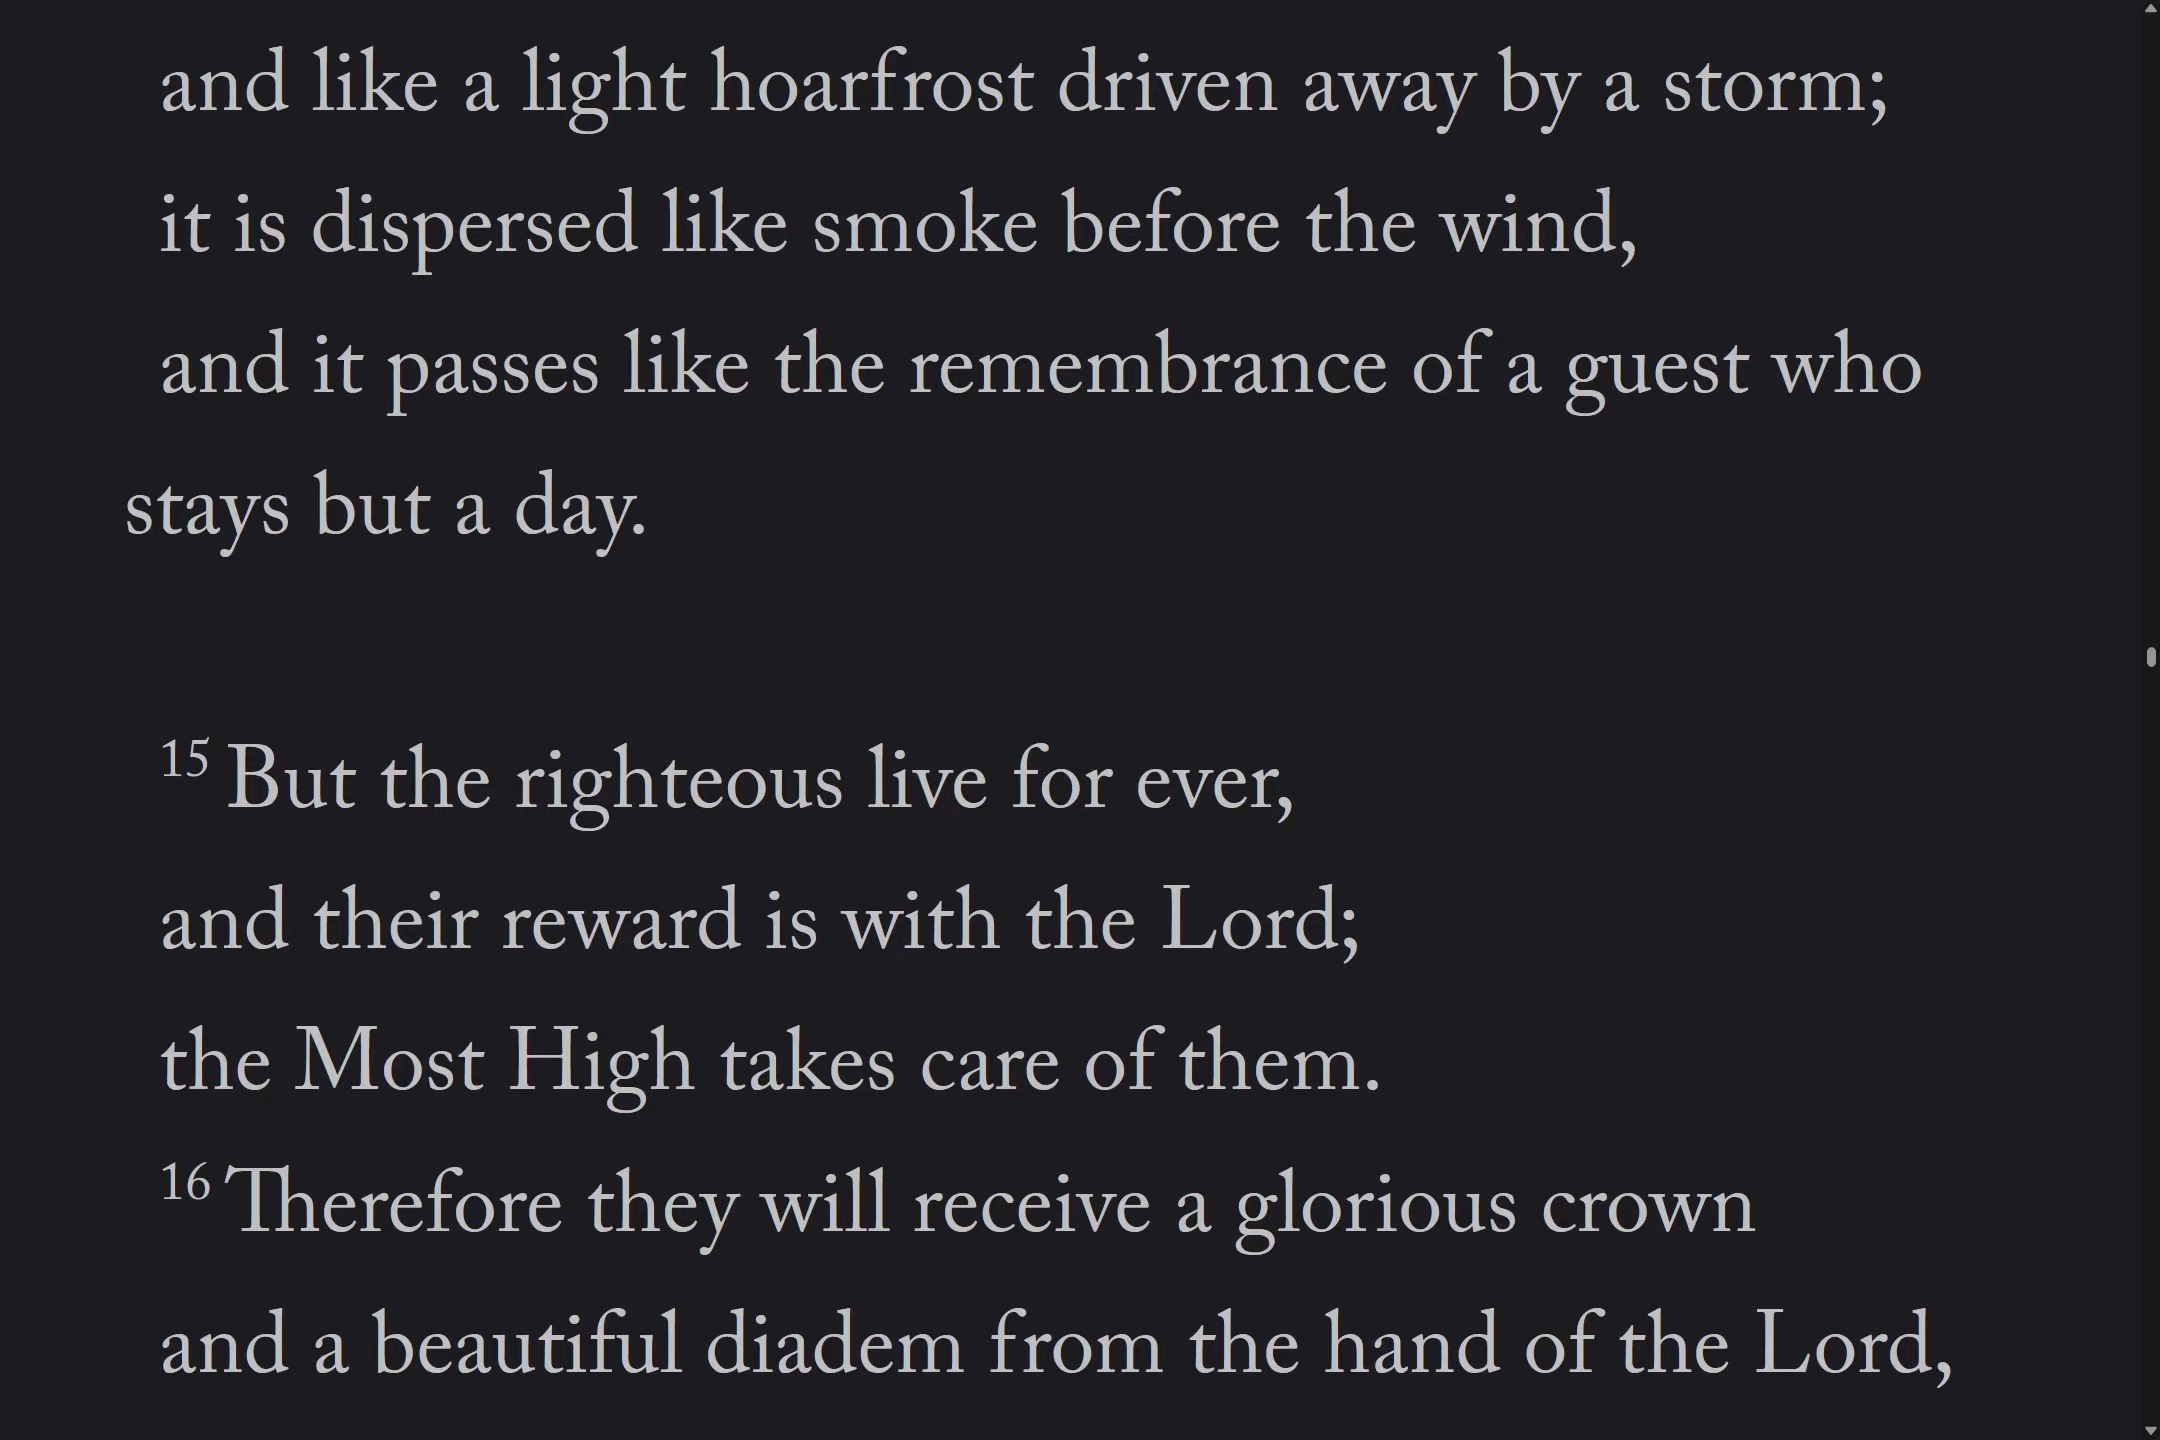 and like a light hoarfrost driven away by a storm;
it is dispersed like smoke before the wind,
and it passes like the remembrance of a guest who
stays but a day.
15 But the righteous live for ever,
and their reward is with the Lord;
the Most High takes care of them.
16 Therefore they will receive a glorious crown
and a beautiful diadem from the hand of the Lord,